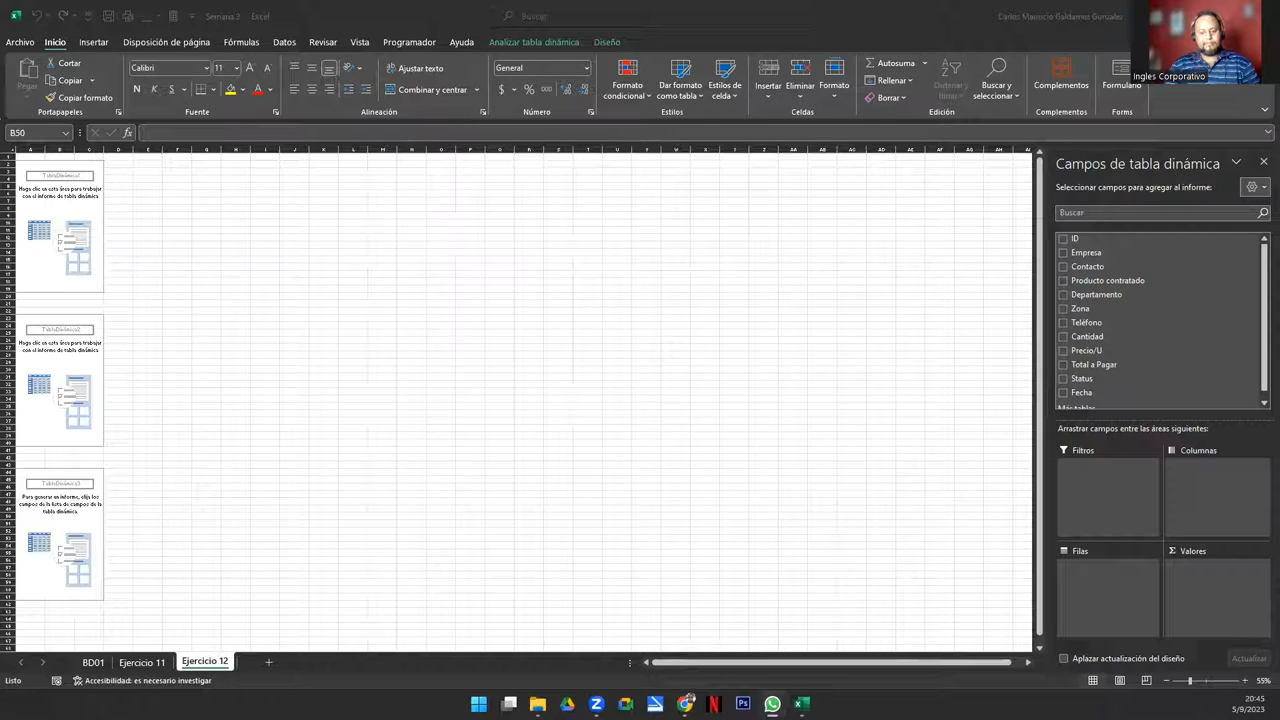 Semana 3 - Excel
Buscar
Carlos Mauricio Galdamez Gonzalez
Archivo Inicio Insertar Disposición de página Fórmulas Datos Revisar Vista Programador Ayuda Analizar tabla dinámica Diseño
Ingles Corporativo
Pegar
Cortar
Copiar
Copiar formato
Portapapeles
Calibri 11
N K S
Fuente
Ajustar texto
Combinar y centrar
Alineación
General
$ % 000
Número
Formato condicional
Dar formato como tabla
Estilos de celda
Estilos
Insertar Eliminar Formato
Celdas
Autosuma
Rellenar
Borrar
Ordenar y filtrar
Buscar y seleccionar
Edición
Complementos
Complementos
Formulario
Forms
B50
fx
TablaDinámica1
Haga clic en esta área para trabajar
con el informe de tabla dinámica
TablaDinámica2
Haga clic en esta área para trabajar
con el informe de tabla dinámica
TablaDinámica3
Para generar un informe, elija los
campos de la lista de campos de la
tabla dinámica.
Campos de tabla dinámica
Seleccionar campos para agregar al informe:
Buscar
ID
Empresa
Contacto
Producto contratado
Departamento
Zona
Teléfono
Cantidad
Precio/U
Total a Pagar
Status
Fecha
Más tablas
Arrastrar campos entre las áreas siguientes:
Filtros
Columnas
Filas
Valores
Aplazar actualización del diseño
Actualizar
BD01 Ejercicio 11 Ejercicio 12
Listo
Accesibilidad: es necesario investigar
55%
20:45
5/9/2023